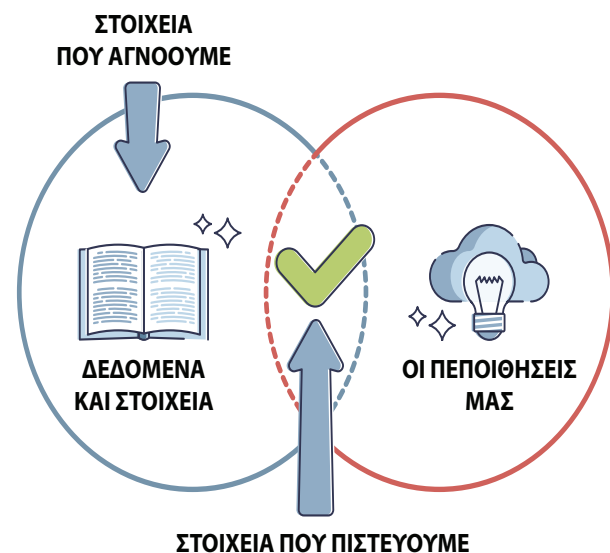 ΣΤΟΙΧΕΙΑ
ΠΟΥ ΑΓΝΟΟΥΜΕ
ΔΕΔΟΜΕΝΑ
ΚΑΙ ΣΤΟΙΧΕΙΑ
ΟΙ ΠΕΠΟΙΘΗΣΕΙΣ
ΜΑΣ
ΣΤΟΙΧΕΙΑ ΠΟΥ ΠΙΣΤΕΥΟΥΜΕ